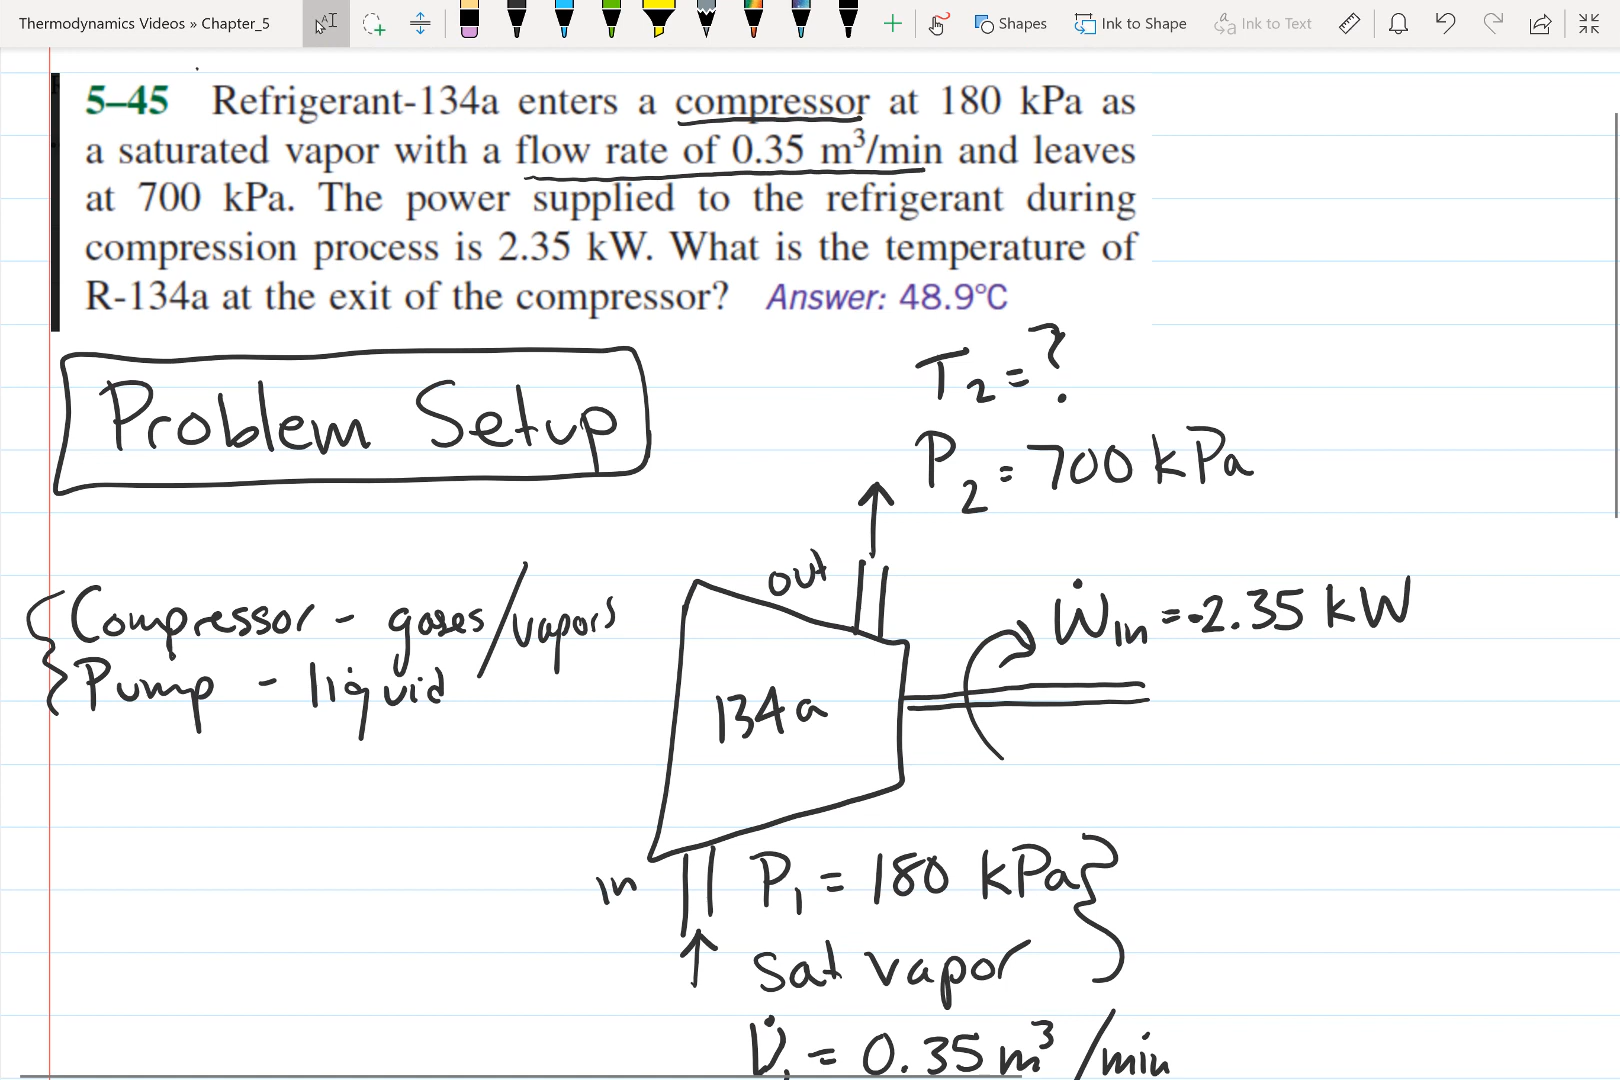 Thermodynamics Videos » Chapter_5
Shapes
Ink to Shape
Ink to Text
5–45 Refrigerant-134a enters a compressor at 180 kPa as
a saturated vapor with a flow rate of 0.35 m³/min and leaves
at 700 kPa. The power supplied to the refrigerant during
compression process is 2.35 kW. What is the temperature of
R-134a at the exit of the compressor? Answer: 48.9°C
Problem Setup
T₂ = ?
P₂ = 700 kPa
out
Compressor - gases/vapors
Pump - liquid
Ẇin = -2.35 kW
134a
in
P₁ = 180 kPa
sat vapor
V̇₁ = 0.35 m³/min